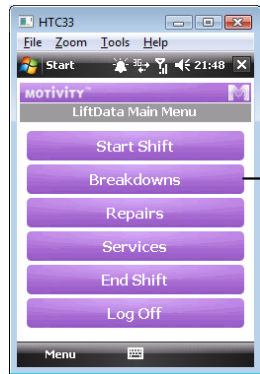 HTC33
File Zoom Tools Help
Start 21:48
MOTIVITY™
LiftData Main Menu
Start Shift
Breakdowns
Repairs
Services
End Shift
Log Off
Menu